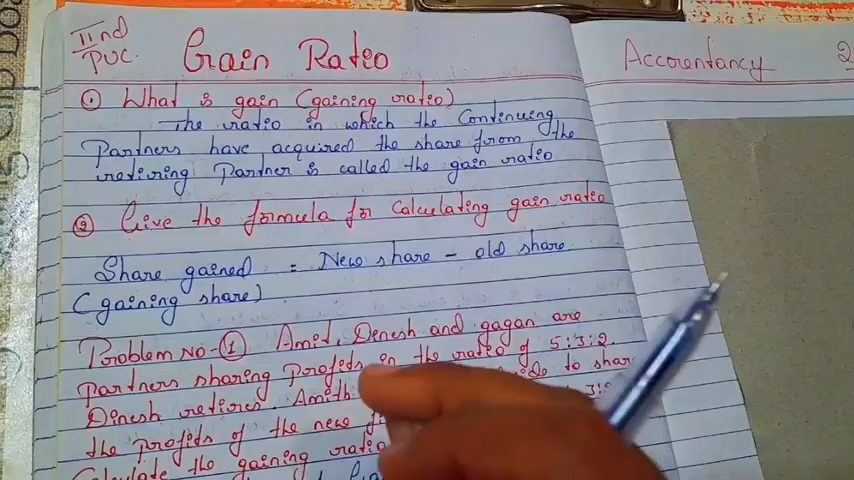 IInd
PUC.
Gain Ratio
Accountancy
2
① What is gain (gaining ratio)
The ratio in which the Continuing
Partners have acquired the share from the
retiring Partner is called the gain ratio
② Give the formula for Calculating gain ratio
Share gained = New share - old share
(gaining share)
Problem No-① Amit, Dinesh and gagan are
Partners sharing Profits in the ratio of 5:3:2.
Dinesh retires. Amith to shar
the profits of the new 3:
Calculate the gaining ratio